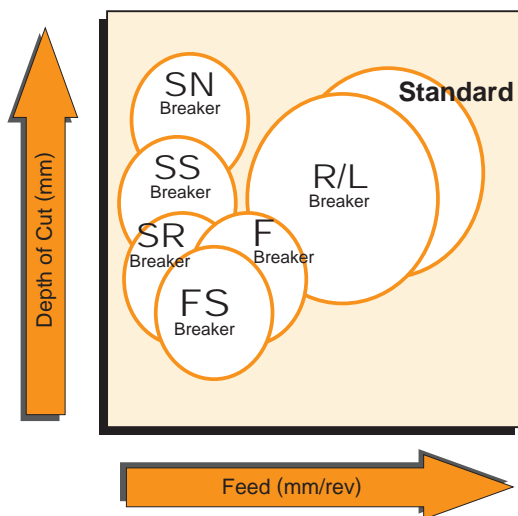 SN
Breaker
Standard
SS
Breaker
R/L
Breaker
SR
Breaker
F
Breaker
FS
Breaker
Depth of Cut (mm)
Feed (mm/rev)